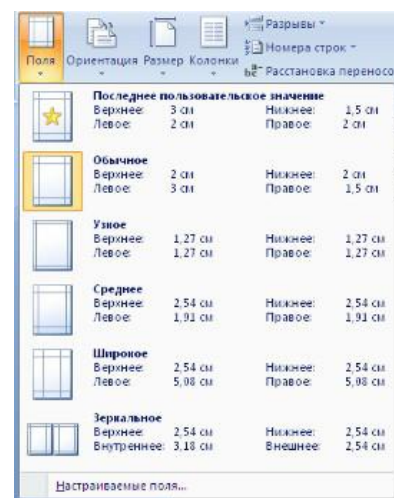 Разрывы
Номера строк
Поля Ориентация Размер Колонки
Расстановка переносо
Последнее пользовательское значение
Верхнее: 3 см Нижнее: 1,5 см
Левое: 2 см Правое: 2 см
Обычное
Верхнее: 2 см Нижнее: 2 см
Левое: 3 см Правое: 1,5 см
Узкое
Верхнее: 1,27 см Нижнее: 1,27 см
Левое: 1,27 см Правое: 1,27 см
Среднее
Верхнее: 2,54 см Нижнее: 2,54 см
Левое: 1,91 см Правое: 1,91 см
Широкое
Верхнее: 2,54 см Нижнее: 2,54 см
Левое: 5,08 см Правое: 5,08 см
Зеркальное
Верхнее: 2,54 см Нижнее: 2,54 см
Внутреннее: 3,18 см Внешнее: 2,54 см
Настраиваемые поля...